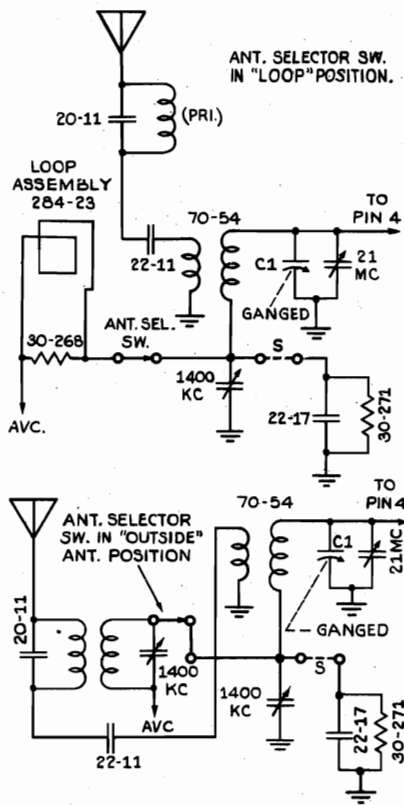 ANT. SELECTOR SW.
IN "LOOP" POSITION.
20-11
(PRI.)
LOOP
ASSEMBLY
284-23
70-54
TO
PIN 4
22-11
C1
21
MC
GANGED
ANT. SEL.
SW.
30-268
S
1400
KC
22-17
30-271
AVC.
70-54
TO
PIN 4
ANT. SELECTOR
SW. IN "OUTSIDE"
ANT. POSITION
C1
21MC
20-11
GANGED
1400
KC
S
1400
KC
AVC
22-11
22-17
30-271